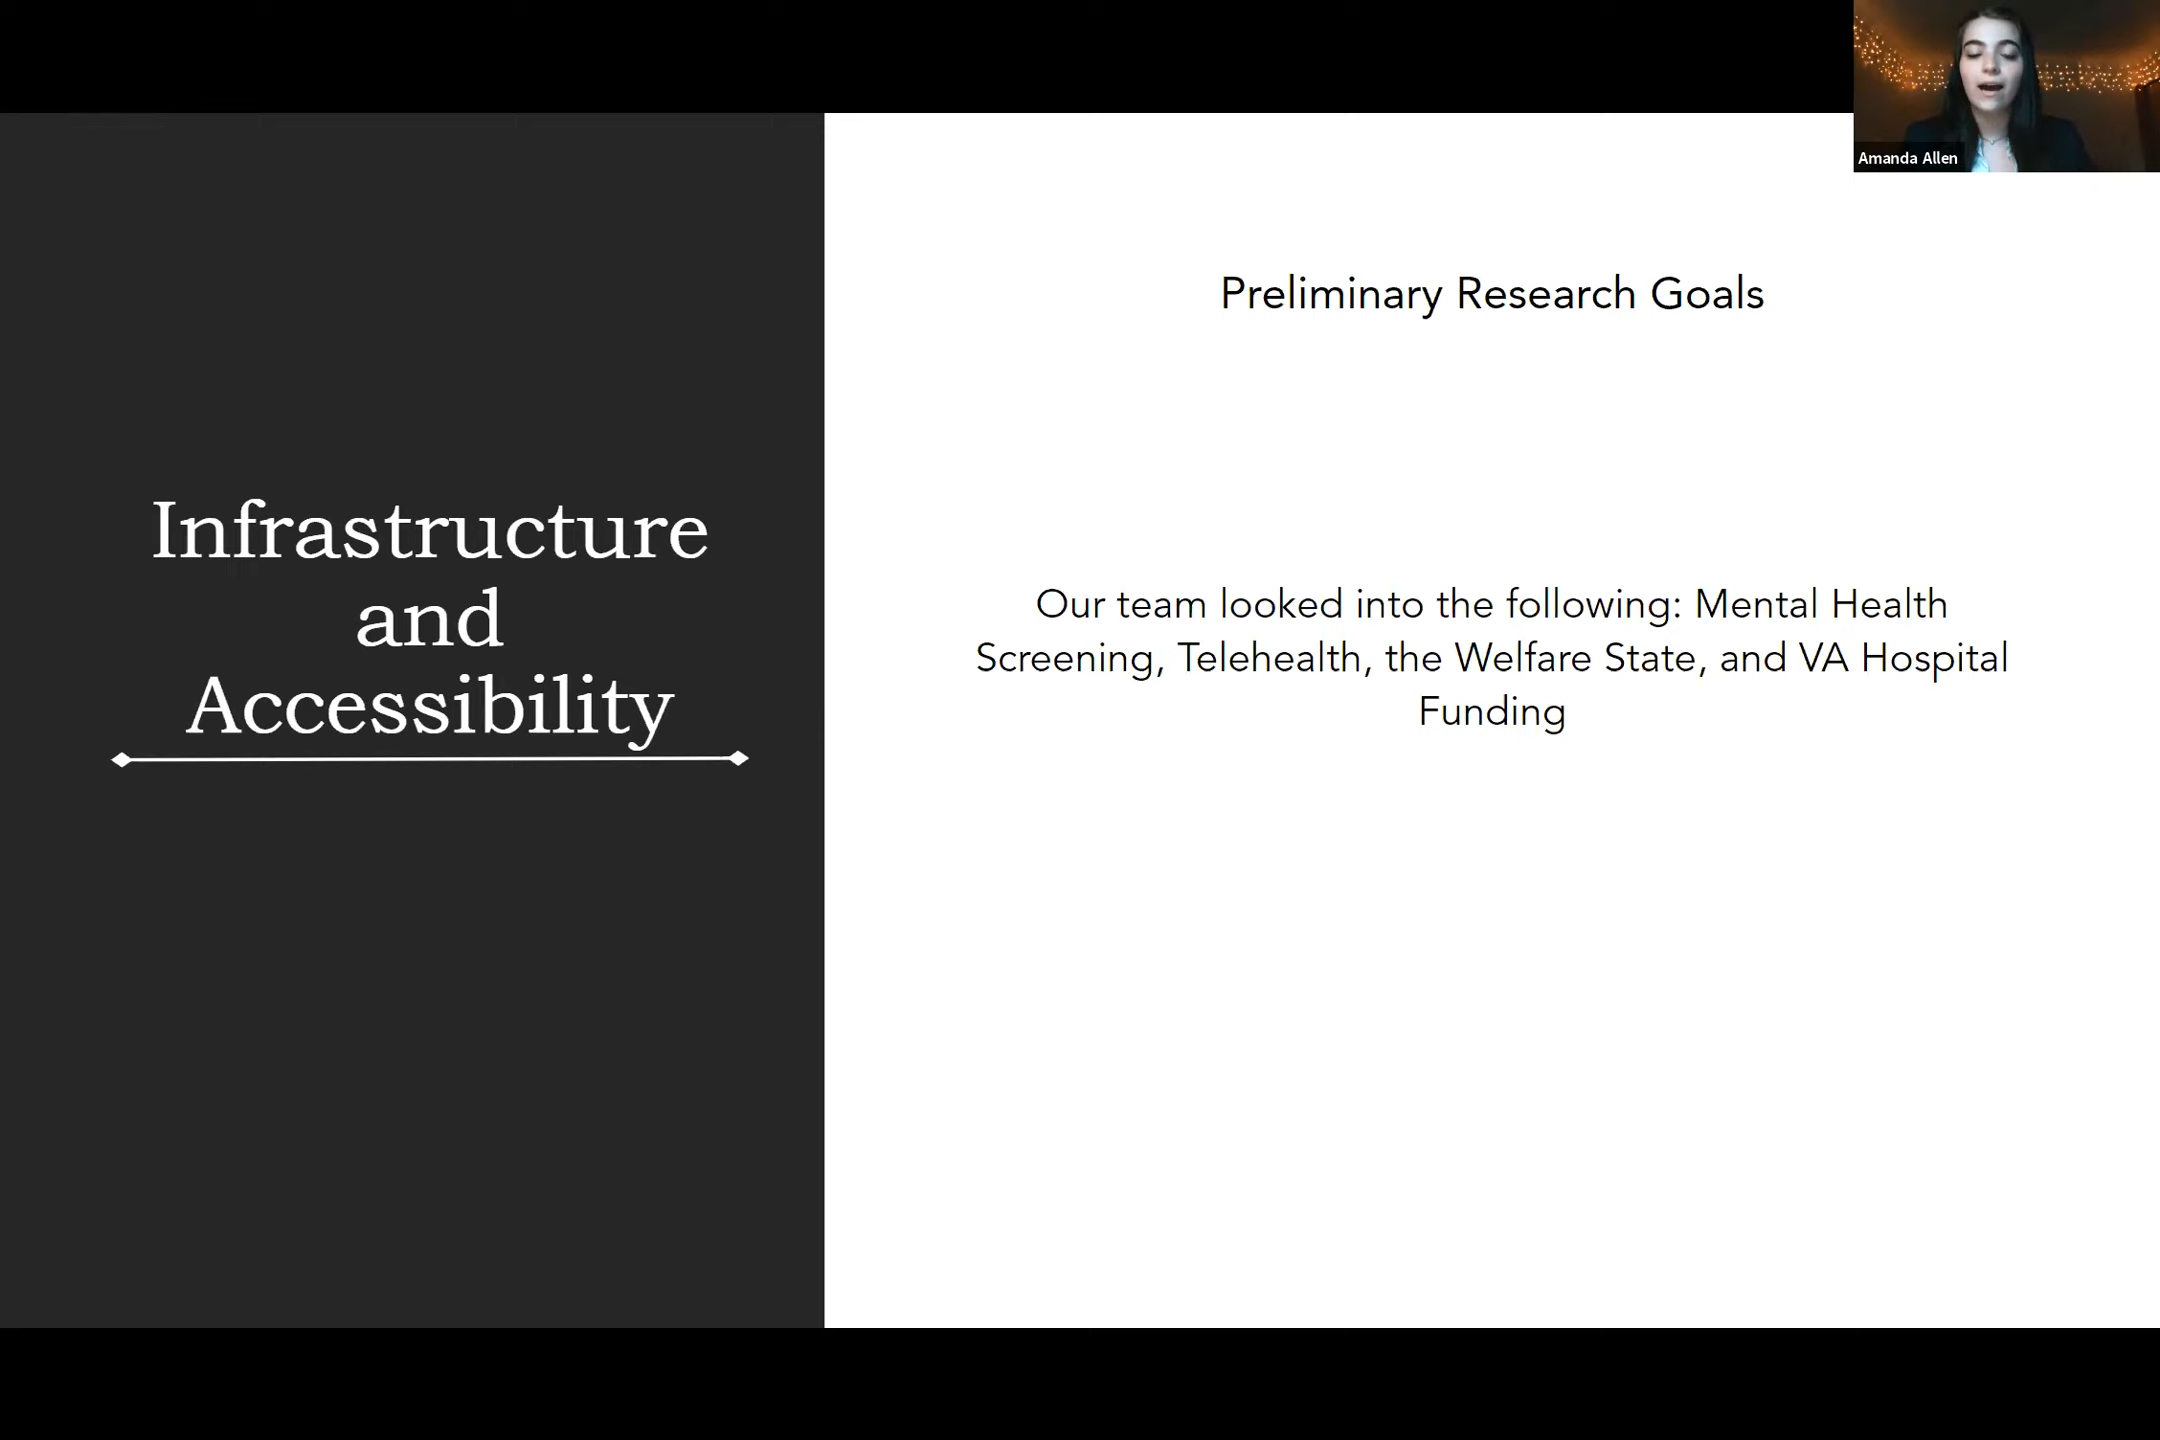 Amanda Allen
Infrastructure
and
Accessibility
Preliminary Research Goals
Our team looked into the following: Mental Health
Screening, Telehealth, the Welfare State, and VA Hospital
Funding